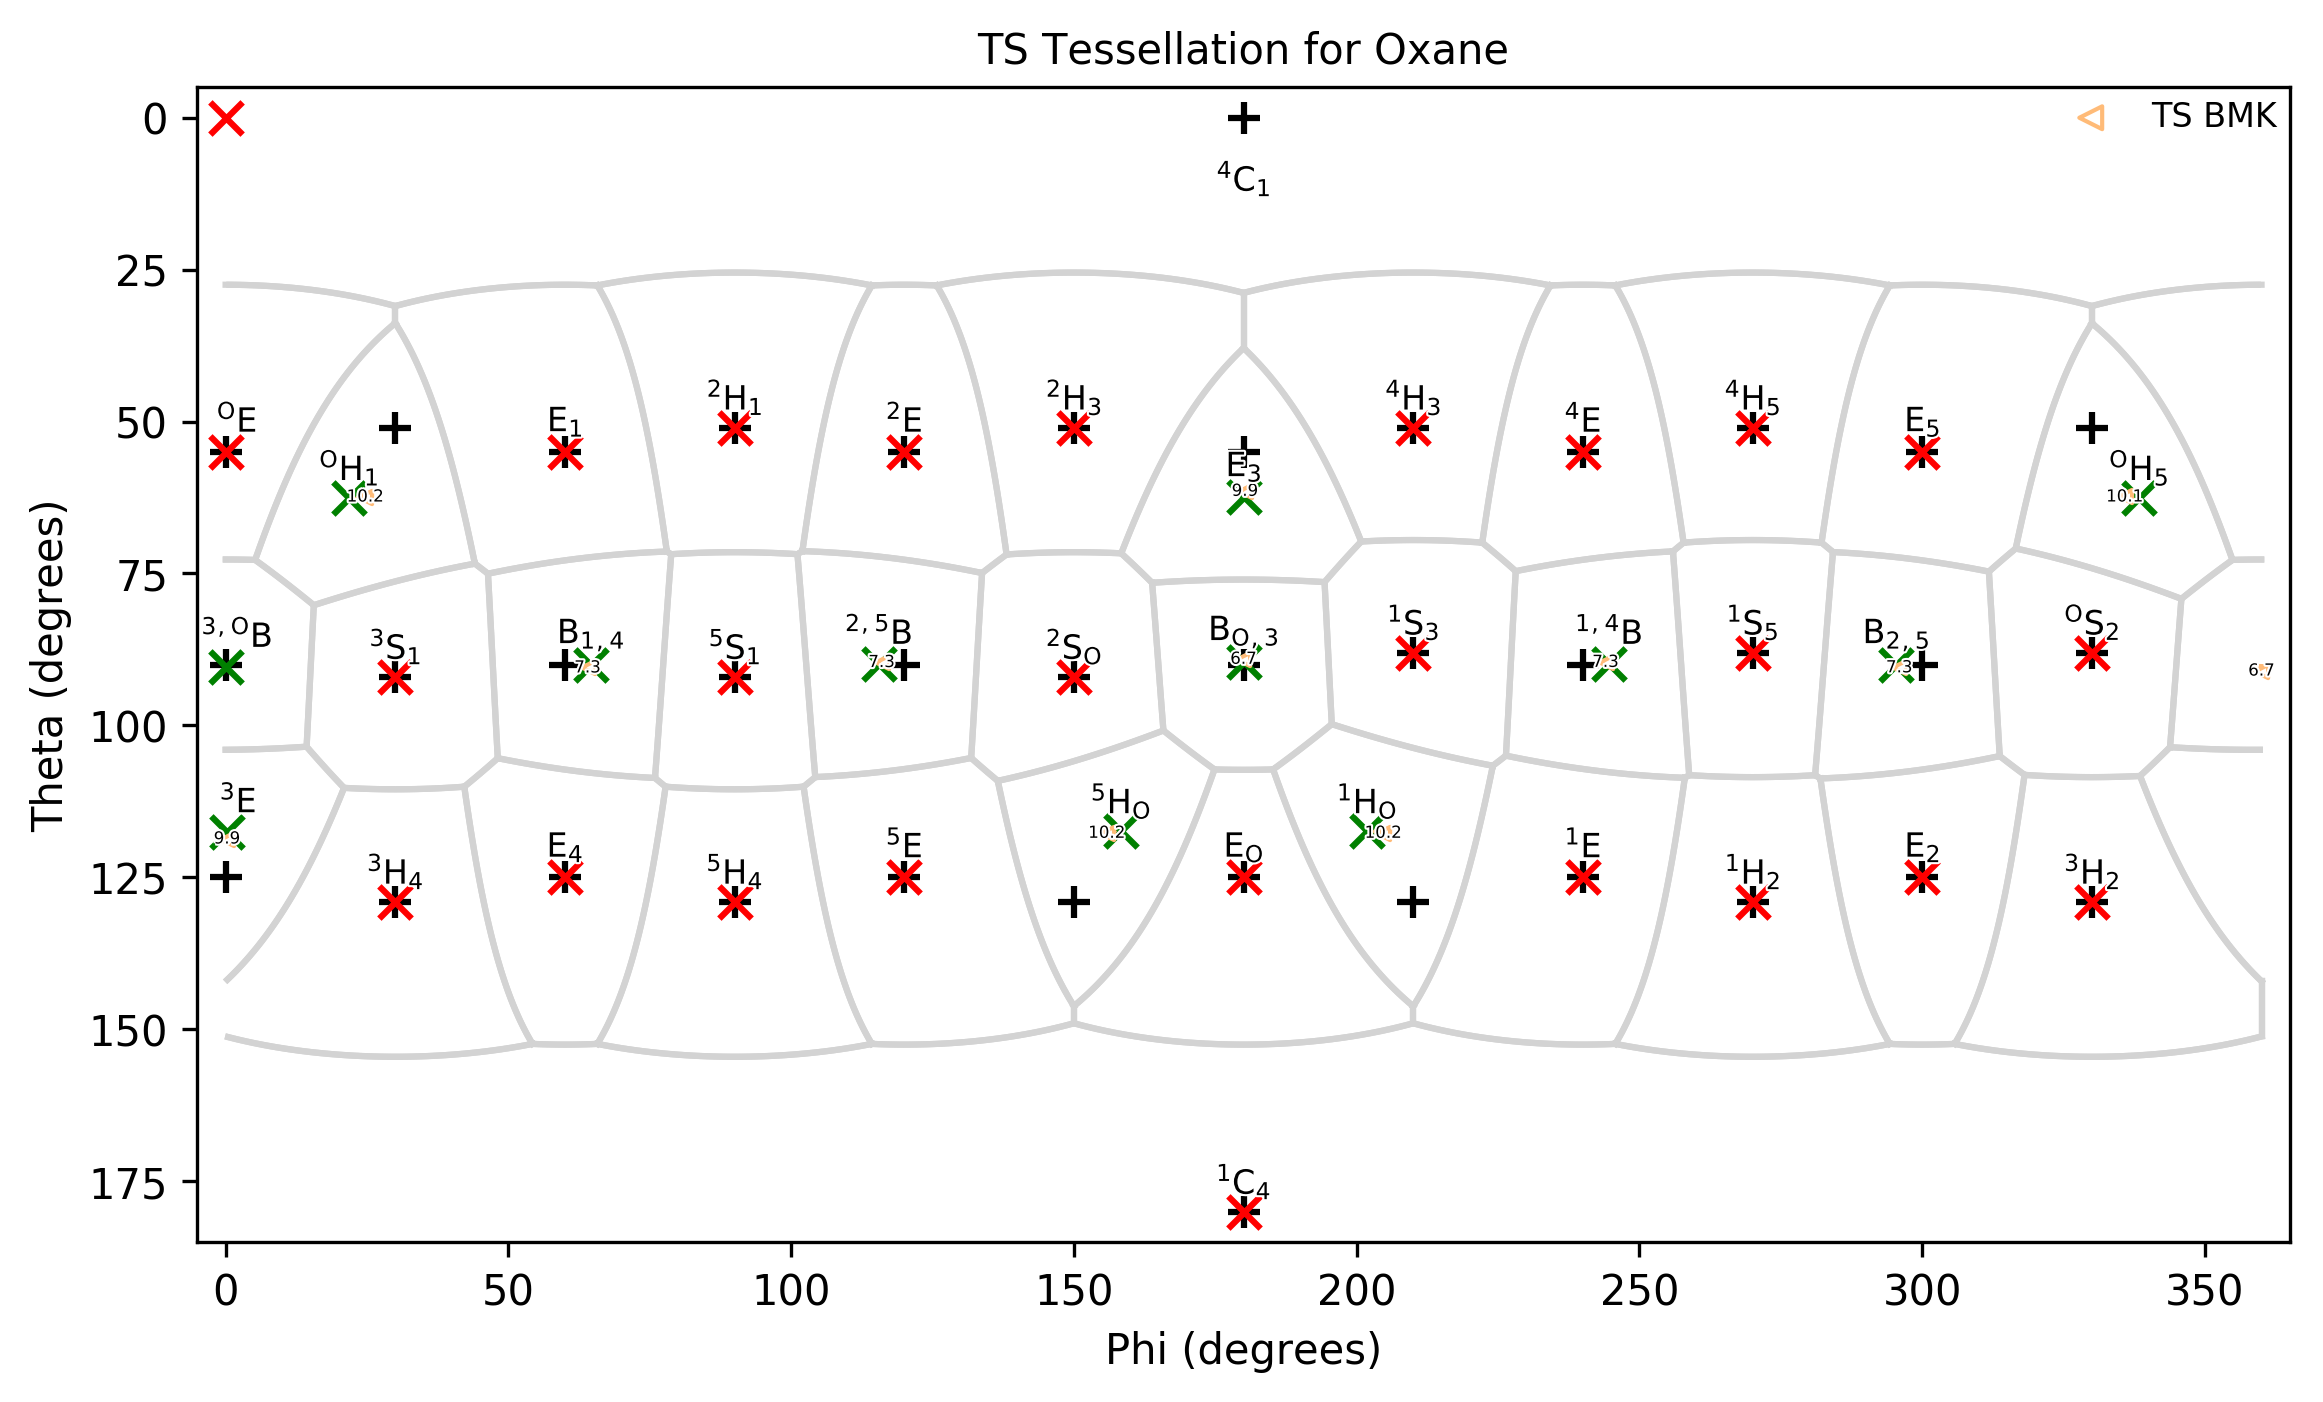 TS Tessellation for Oxane
0
TS BMK
⁴C₁
25
²H₁ ²H₃ ⁴H₃ ⁴H₅
50
ᴼE E₁ ²E E₃ ⁴E E₅
ᴼH₁ ᴼH₅
10.2 9.9 10.1
75
³,ᴼB ³S₁ B₁,₄ ⁵S₁ ²,⁵B ²Sₒ Bₒ,₃ ¹S₃ ¹,⁴B ¹S₅ B₂,₅ ᴼS₂
7.3 7.3 6.7 7.3 7.3 6.7
100
³E ⁵Hₒ ¹Hₒ
9.9 10.2 10.2
125
³H₄ E₄ ⁵H₄ ⁵E Eₒ ¹E ¹H₂ E₂ ³H₂
150
175
¹C₄
0 50 100 150 200 250 300 350
Phi (degrees)
Theta (degrees)